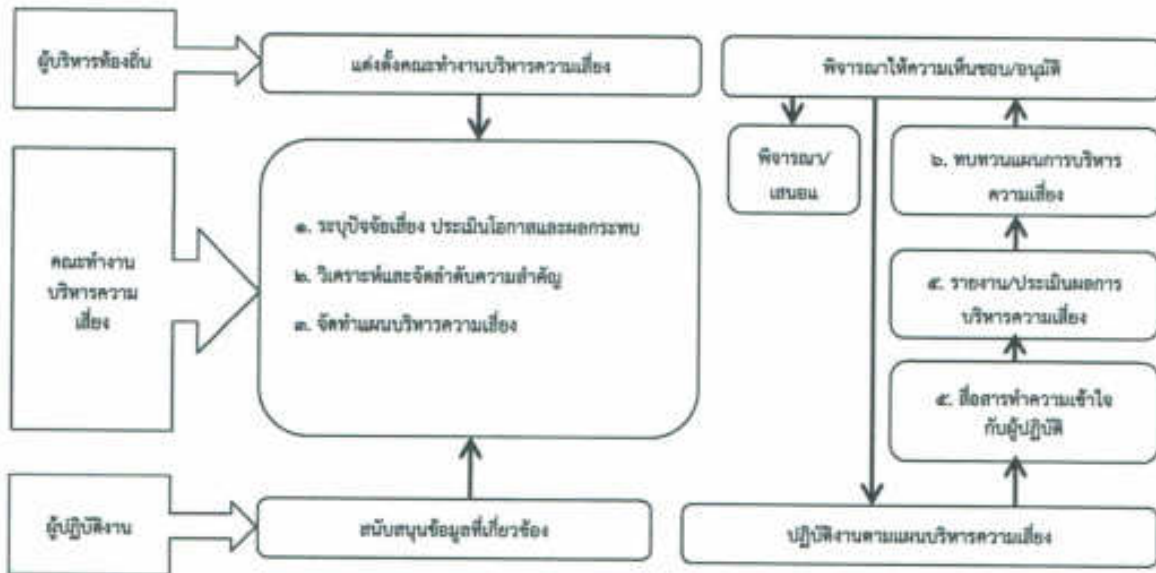 ผู้บริหารท้องถิ่น
แต่งตั้งคณะทำงานบริหารความเสี่ยง
พิจารณาให้ความเห็นชอบ/อนุมัติ
คณะทำงาน
บริหารความ
เสี่ยง
๑. ระบุปัจจัยเสี่ยง ประเมินโอกาสและผลกระทบ
๒. วิเคราะห์และจัดลำดับความสำคัญ
๓. จัดทำแผนบริหารความเสี่ยง
พิจารณา/
เสนอแ
๖. ทบทวนแผนการบริหาร
ความเสี่ยง
๕. รายงาน/ประเมินผลการ
บริหารความเสี่ยง
๕. สื่อสารทำความเข้าใจ
กับผู้ปฏิบัติ
ผู้ปฏิบัติงาน
สนับสนุนข้อมูลที่เกี่ยวข้อง
ปฏิบัติงานตามแผนบริหารความเสี่ยง